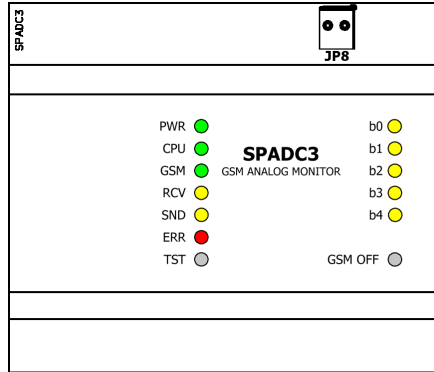 SPADC3
JP8
PWR
CPU
GSM
RCV
SND
ERR
TST
SPADC3
GSM ANALOG MONITOR
b0
b1
b2
b3
b4
GSM OFF